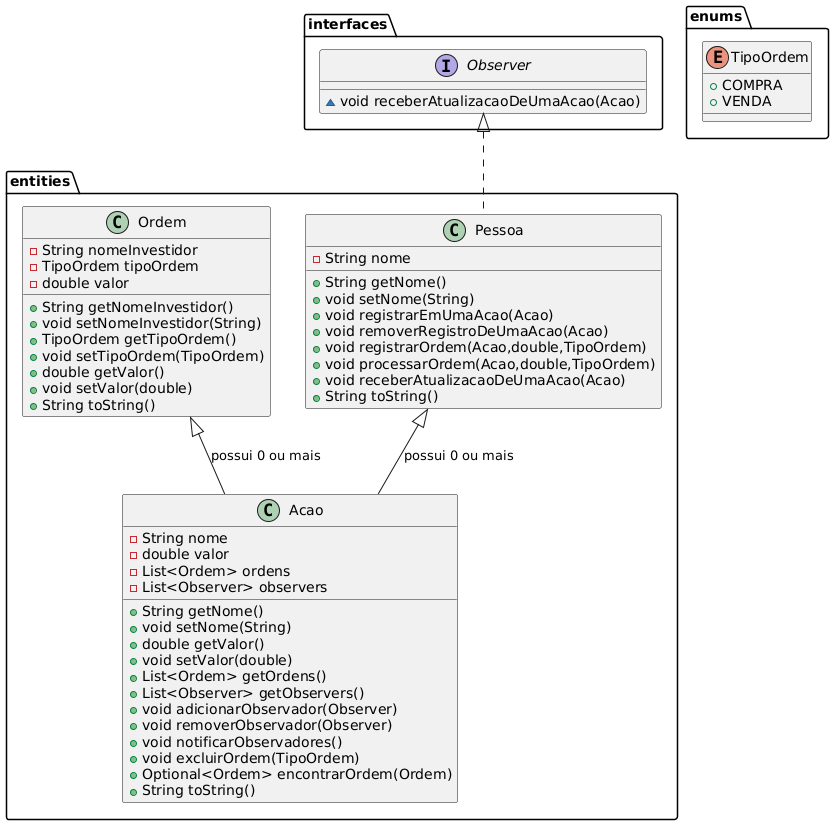 interfaces
I Observer
void receberAtualizacaoDeUmaAcao(Acao)
enums
E TipoOrdem
COMPRA
VENDA
entities
C Ordem
String nomeInvestidor
TipoOrdem tipoOrdem
double valor
String getNomeInvestidor()
void setNomeInvestidor(String)
TipoOrdem getTipoOrdem()
void setTipoOrdem(TipoOrdem)
double getValor()
void setValor(double)
String toString()
C Pessoa
String nome
String getNome()
void setNome(String)
void registrarEmUmaAcao(Acao)
void removerRegistroDeUmaAcao(Acao)
void registrarOrdem(Acao,double,TipoOrdem)
void processarOrdem(Acao,double,TipoOrdem)
void receberAtualizacaoDeUmaAcao(Acao)
String toString()
possui 0 ou mais
possui 0 ou mais
C Acao
String nome
double valor
List<Ordem> ordens
List<Observer> observers
String getNome()
void setNome(String)
double getValor()
void setValor(double)
List<Ordem> getOrdens()
List<Observer> getObservers()
void adicionarObservador(Observer)
void removerObservador(Observer)
void notificarObservadores()
void excluirOrdem(TipoOrdem)
Optional<Ordem> encontrarOrdem(Ordem)
String toString()